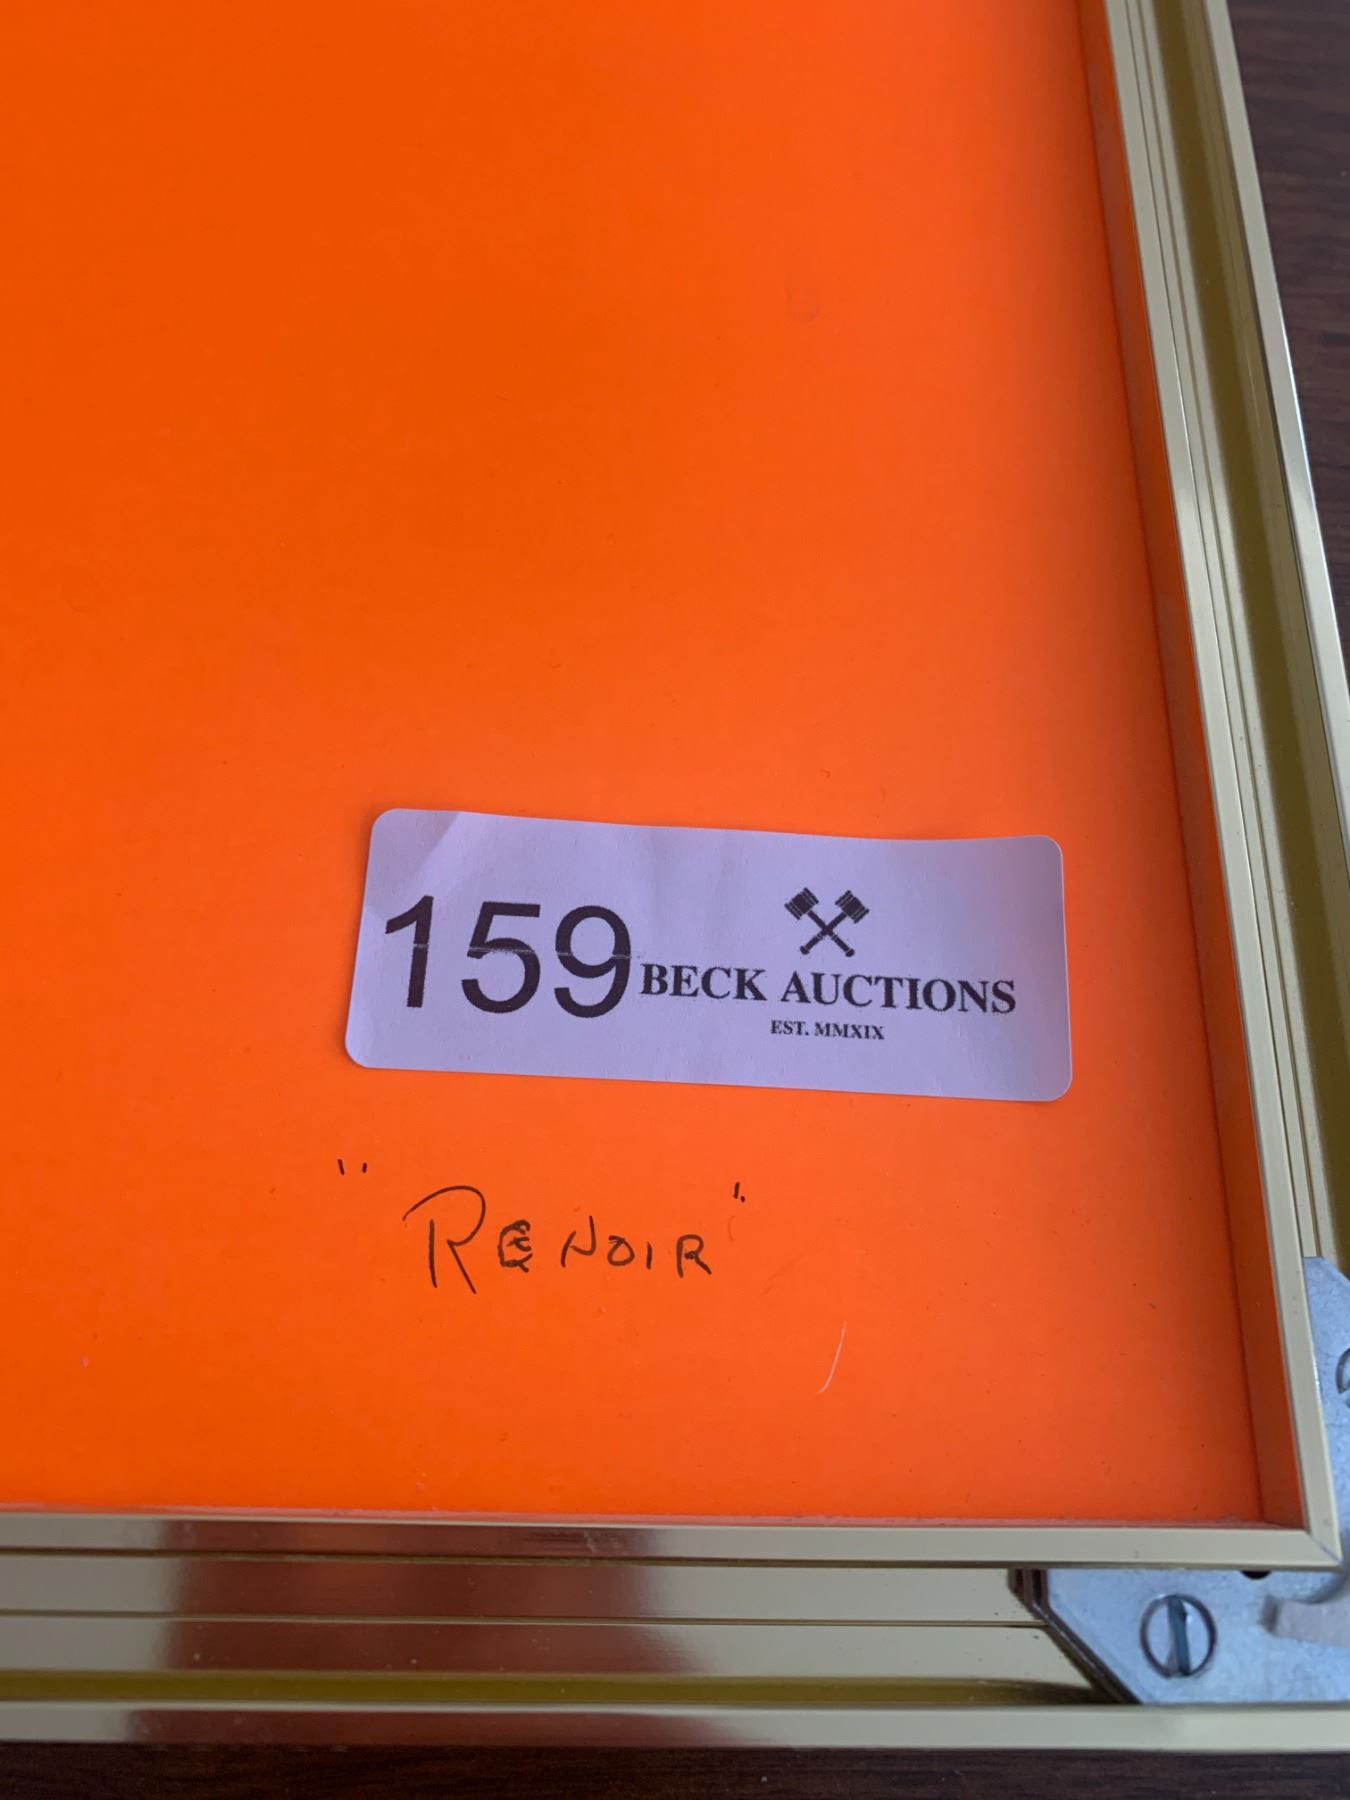 159 BECK AUCTIONS
EST. MMXIX
"RENOIR"